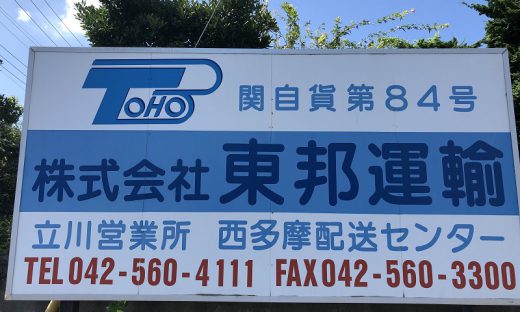 TOHO
関自貨第84号
株式会社 東邦運輸
立川営業所 西多摩配送センター
TEL042-560-4111 FAX042-560-3300